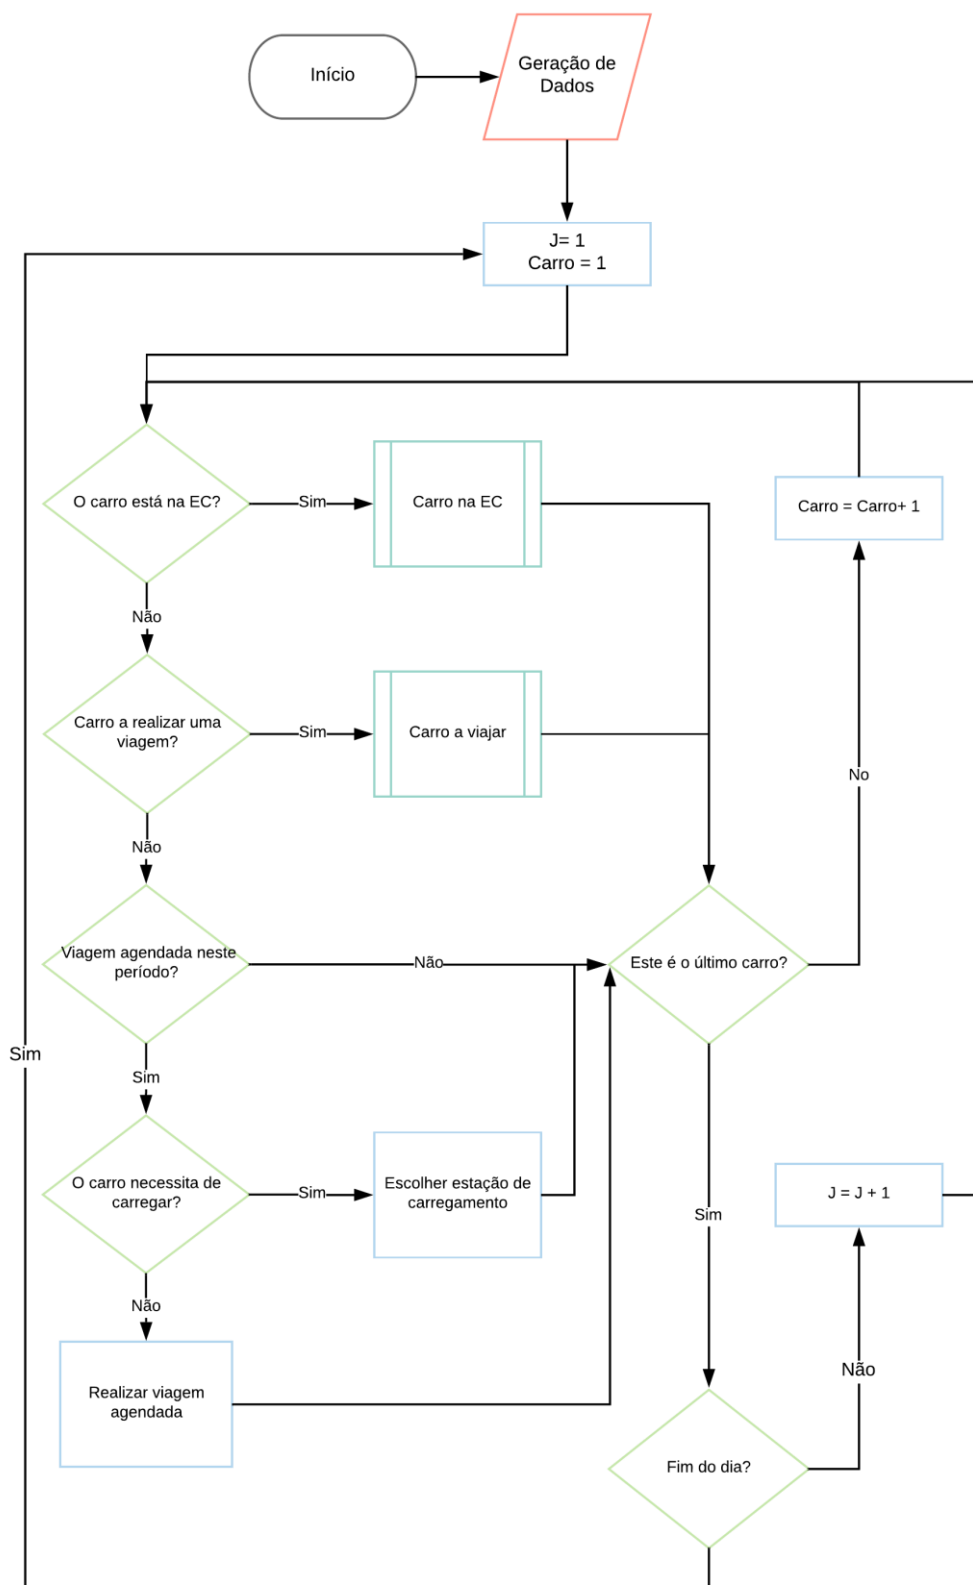 Início
Geração de
Dados
J= 1
Carro = 1
O carro está na EC?
Sim
Carro na EC
Carro = Carro+ 1
Não
Carro a realizar uma
viagem?
Sim
Carro a viajar
No
Não
Viagem agendada neste
período?
Não
Este é o último carro?
Sim
Sim
O carro necessita de
carregar?
Sim
Escolher estação de
carregamento
Sim
J = J + 1
Não
Realizar viagem
agendada
Não
Fim do dia?